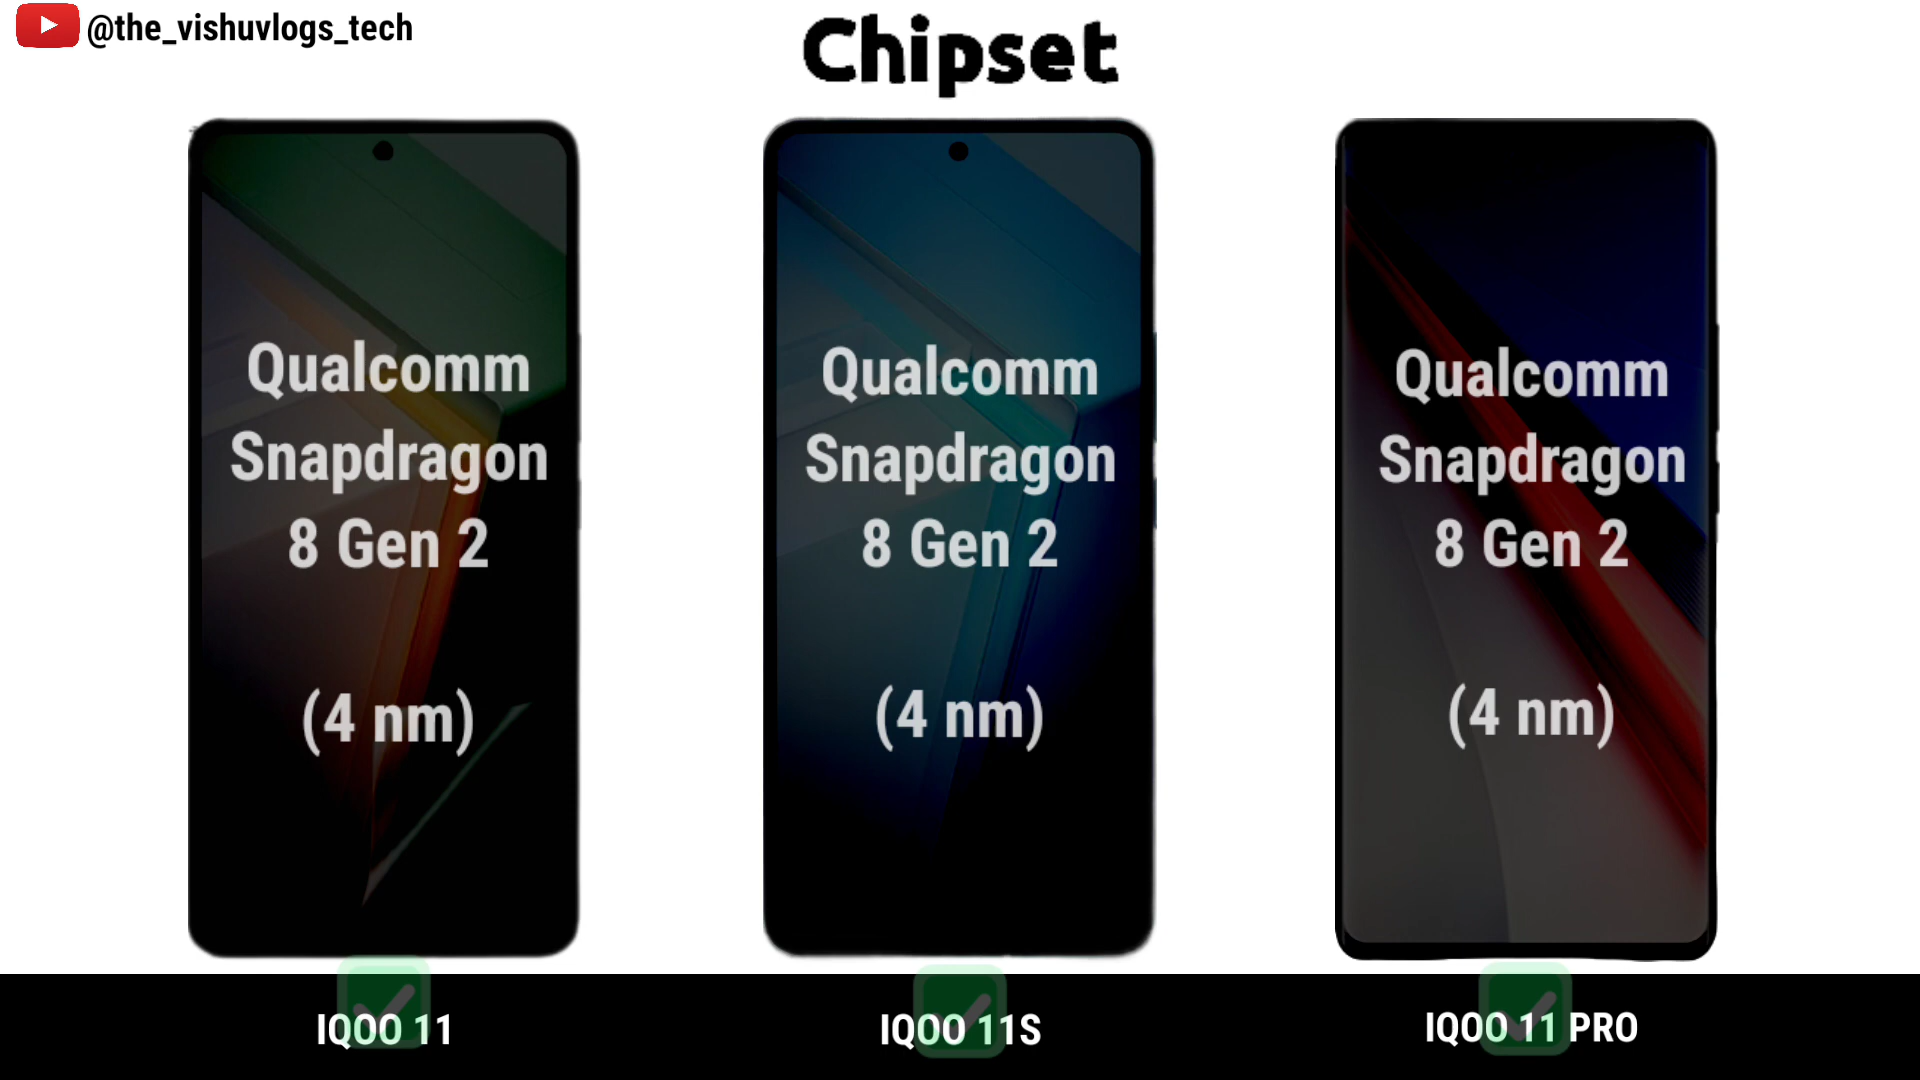 @the_vishuvlogs_tech
Chipset
Qualcomm
Snapdragon
8 Gen 2
(4 nm)
Qualcomm
Snapdragon
8 Gen 2
(4 nm)
Qualcomm
Snapdragon
8 Gen 2
(4 nm)
IQOO 11
IQOO 11S
IQOO 11 PRO